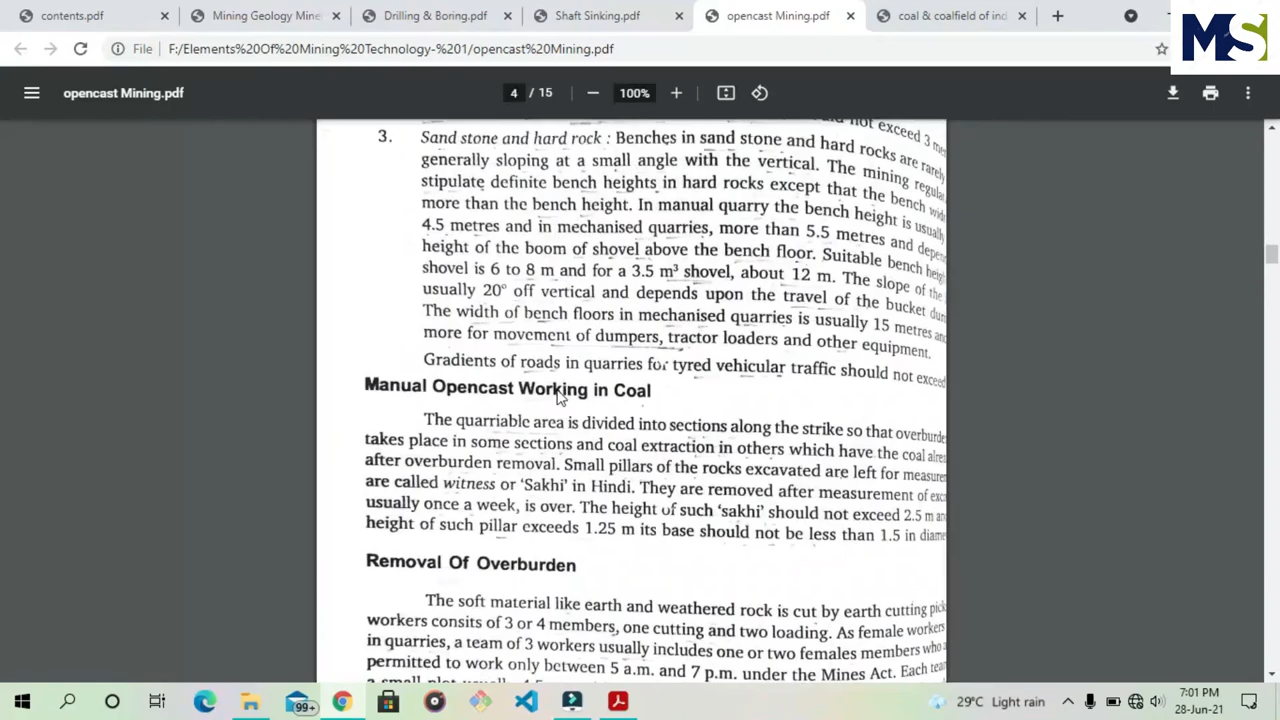 contents.pdf
Mining Geology Mine
Drilling & Boring.pdf
Shaft Sinking.pdf
opencast Mining.pdf
coal & coalfield of ind
MS
File
F:/Elements%20Of%20Mining%20Technology-%201/opencast%20Mining.pdf
opencast Mining.pdf
4 / 15
100%
not exceed 3
3. Sand stone and hard rock : Benches in sand stone and hard rocks are rarely
generally sloping at a small angle with the vertical. The mining
stipulate definite bench heights in hard rocks except that the bench
more than the bench height. In manual quarry the bench height is usually
4.5 metres and in mechanised quarries, more than 5.5 metres and
height of the boom of shovel above the bench floor. Suitable bench
shovel is 6 to 8 m and for a 3.5 m³ shovel, about 12 m. The slope of the
usually 20° off vertical and depends upon the travel of the bucket
The width of bench floors in mechanised quarries is usually 15 metres
more for movement of dumpers, tractor loaders and other equipment.
Gradients of roads in quarries for tyred vehicular traffic should not exceed
Manual Opencast Working in Coal
The quarriable area is divided into sections along the strike so that
takes place in some sections and coal extraction in others which have the coal
after overburden removal. Small pillars of the rocks excavated are left for
are called witness or 'Sakhi' in Hindi. They are removed after measurement of
usually once a week, is over. The height of such 'sakhi' should not exceed 2.5 m
height of such pillar exceeds 1.25 m its base should not be less than 1.5 in
Removal Of Overburden
The soft material like earth and weathered rock is cut by earth cutting
workers consits of 3 or 4 members, one cutting and two loading. As female workers
in quarries, a team of 3 workers usually includes one or two females members who
permitted to work only between 5 a.m. and 7 p.m. under the Mines Act. Each
99+
29°C Light rain
7:01 PM
28-Jun-21